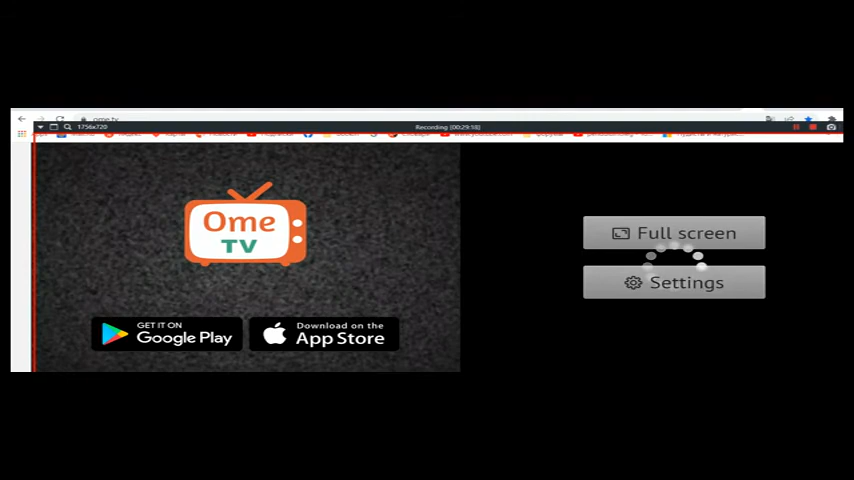 ome.tv
1756x720
Recording [00:29:18]
Ome
TV
GET IT ON
Google Play
Download on the
App Store
Full screen
Settings